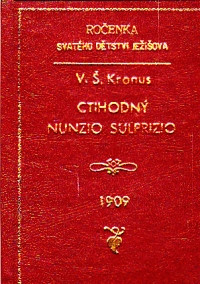 ROČENKA
SVATÉHO DĚTSTVÍ JEŽÍŠOVA
V. Š. Kronus
CTIHODNÝ
NUNZIO SULPRIZIO
1909